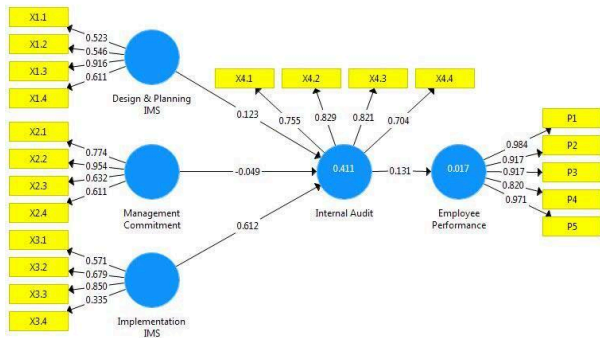 X1.1
X1.2
X1.3
X1.4
0.523
0.546
0.916
0.611
Design & Planning
IMS
X2.1
X2.2
X2.3
X2.4
0.774
0.954
0.632
0.611
Management
Commitment
X3.1
X3.2
X3.3
X3.4
0.571
0.679
0.850
0.335
Implementation
IMS
0.123
-0.049
0.612
X4.1
X4.2
X4.3
X4.4
0.755
0.829
0.821
0.704
0.411
Internal Audit
0.131
0.017
Employee
Performance
0.984
0.917
0.917
0.820
0.971
P1
P2
P3
P4
P5